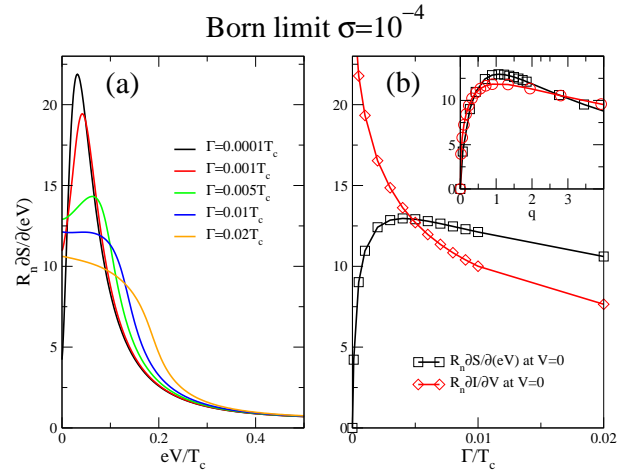 Born limit σ=10⁻⁴
(a)
R_n∂S/∂(eV)
20
15
10
5
0
Γ=0.0001T_c
Γ=0.001T_c
Γ=0.005T_c
Γ=0.01T_c
Γ=0.02T_c
0
0.2
0.4
eV/T_c
(b)
20
15
10
5
0
R_n∂S/∂(eV) at V=0
R_n∂I/∂V at V=0
0
0.01
0.02
Γ/T_c
10
5
0
0
1
2
3
q